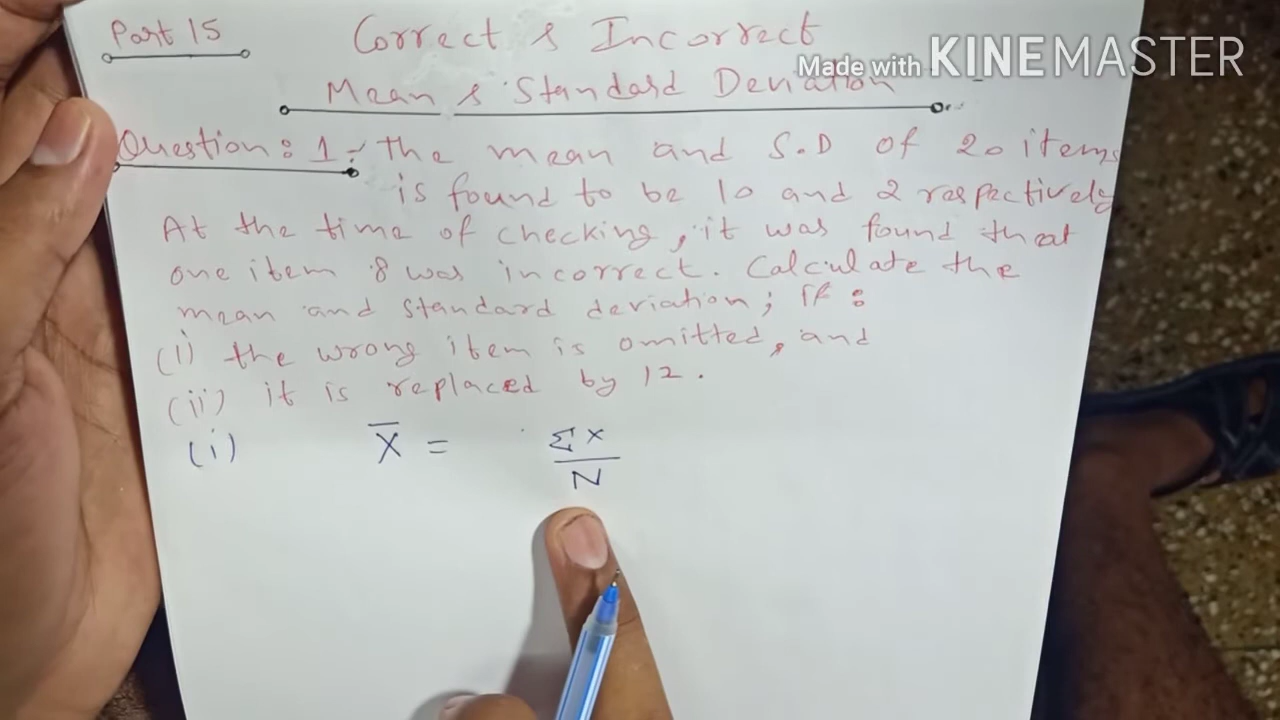 Part 15
Correct & Incorrect
Made with KINEMASTER
Mean & Standard Deviation
Question: 1:- The mean and S.D of 20 items
is found to be 10 and 2 respectively
At the time of checking, it was found that
one item 8 was incorrect. Calculate the
mean and standard deviation; if :
(i) the wrong item is omitted, and
(ii) it is replaced by 12.
(i) X̅ = Σx
N